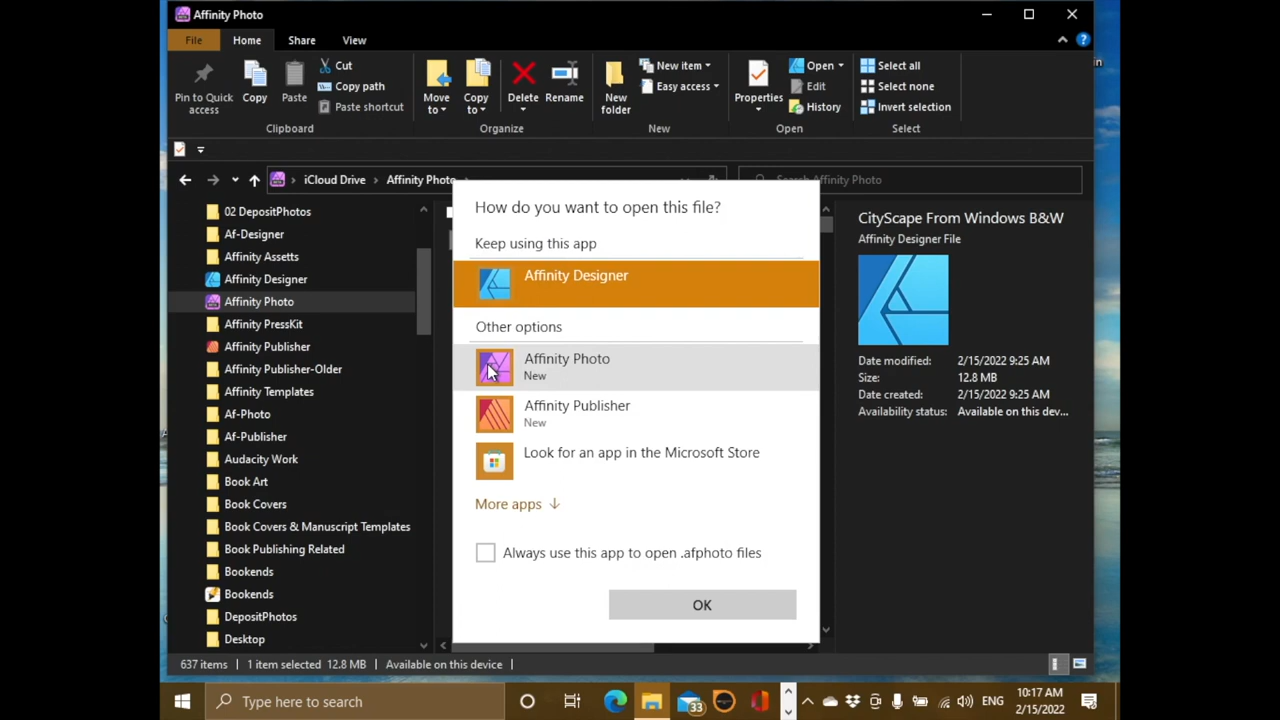 Affinity Photo
File
Home
Share
View
Pin to Quick
access
Copy
Paste
Cut
Copy path
Paste shortcut
Clipboard
Move
to
Copy
to
Delete
Rename
Organize
New
folder
New item
Easy access
New
Properties
Open
Edit
History
Open
Select all
Select none
Invert selection
Select
iCloud Drive
Affinity Photo
Search Affinity Photo
02 DepositPhotos
Af-Designer
Affinity Assetts
Affinity Designer
Affinity Photo
Affinity PressKit
Affinity Publisher
Affinity Publisher-Older
Affinity Templates
Af-Photo
Af-Publisher
Audacity Work
Book Art
Book Covers
Book Covers & Manuscript Templates
Book Publishing Related
Bookends
Bookends
DepositPhotos
Desktop
How do you want to open this file?
Keep using this app
Affinity Designer
Other options
Affinity Photo
New
Affinity Publisher
New
Look for an app in the Microsoft Store
More apps
Always use this app to open .afphoto files
OK
CityScape From Windows B&W
Affinity Designer File
Date modified: 2/15/2022 9:25 AM
Size: 12.8 MB
Date created: 2/15/2022 9:25 AM
Availability status: Available on this dev...
637 items
1 item selected 12.8 MB
Available on this device
in
Type here to search
33
ENG
10:17 AM
2/15/2022